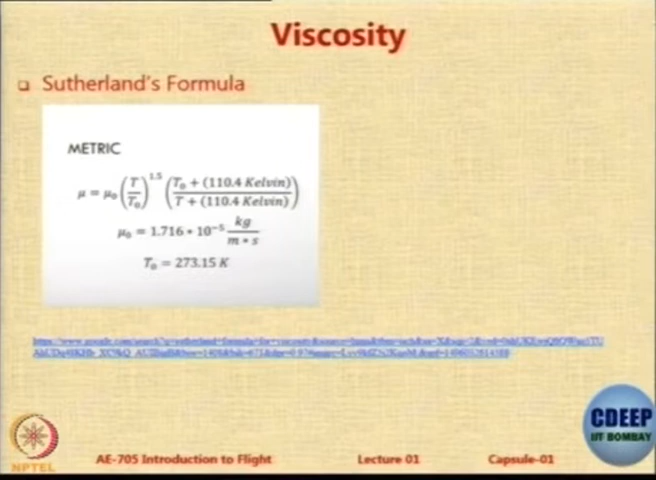 Viscosity
❑ Sutherland's Formula
METRIC
μ = μ₀ (T/T₀)^1.5 (T₀ + (110.4 Kelvin) / T + (110.4 Kelvin))
μ₀ = 1.716 * 10⁻⁵ kg / m * s
T₀ = 273.15 K
CDEEP
IIT BOMBAY
NPTEL
AE-705 Introduction to Flight Lecture 01 Capsule-01